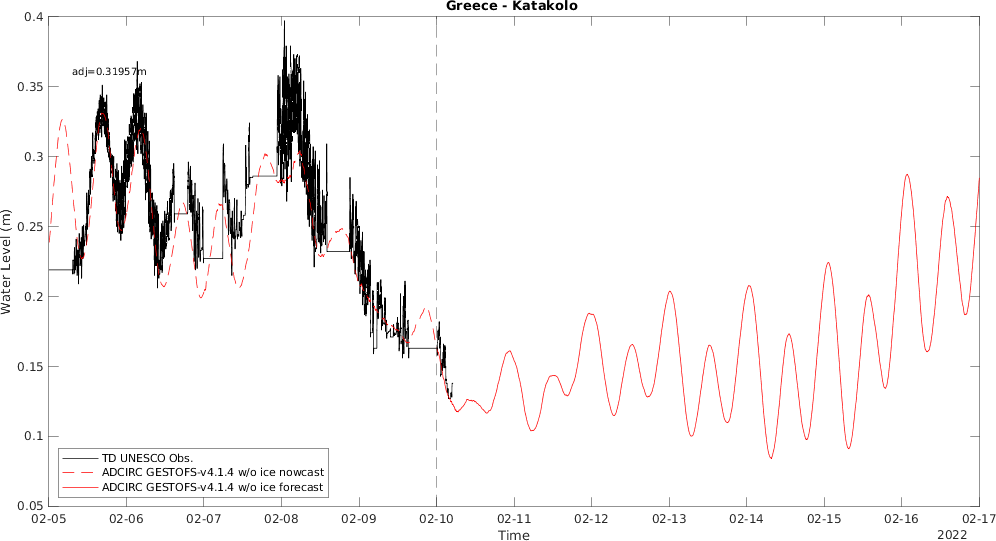 Greece - Katakolo
0.4
0.35
0.3
0.25
0.2
0.15
0.1
0.05
Water Level (m)
adj=0.31957m
TD UNESCO Obs.
ADCIRC GESTOFS-v4.1.4 w/o ice nowcast
ADCIRC GESTOFS-v4.1.4 w/o ice forecast
02-05 02-06 02-07 02-08 02-09 02-10 02-11 02-12 02-13 02-14 02-15 02-16 02-17
Time
2022